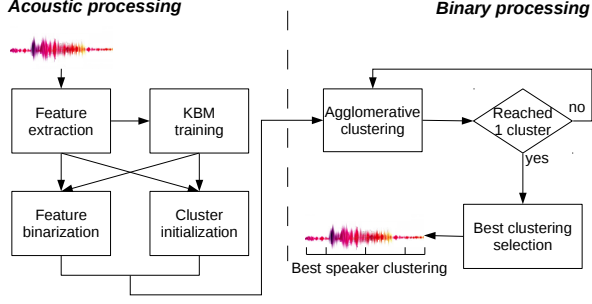 Acoustic processing
Binary processing
Feature
extraction
KBM
training
Agglomerative
clustering
Reached
1 cluster
no
yes
Feature
binarization
Cluster
initialization
Best clustering
selection
Best speaker clustering